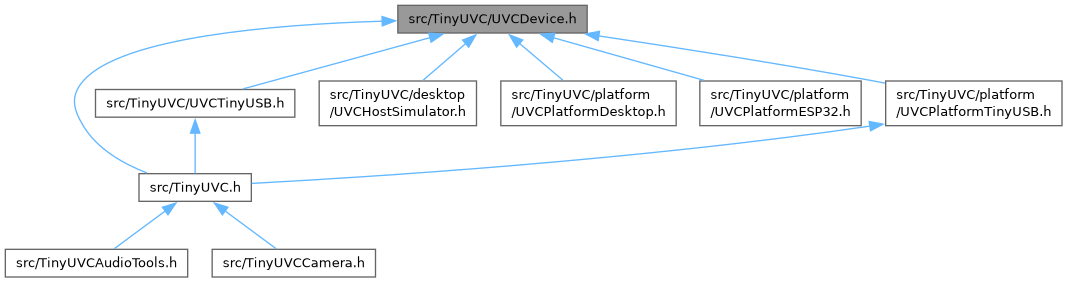 src/TinyUVC/UVCDevice.h
src/TinyUVC/UVCTinyUSB.h
src/TinyUVC/desktop
/UVCHostSimulator.h
src/TinyUVC/platform
/UVCPlatformDesktop.h
src/TinyUVC/platform
/UVCPlatformESP32.h
src/TinyUVC/platform
/UVCPlatformTinyUSB.h
src/TinyUVC.h
src/TinyUVCAudioTools.h
src/TinyUVCCamera.h